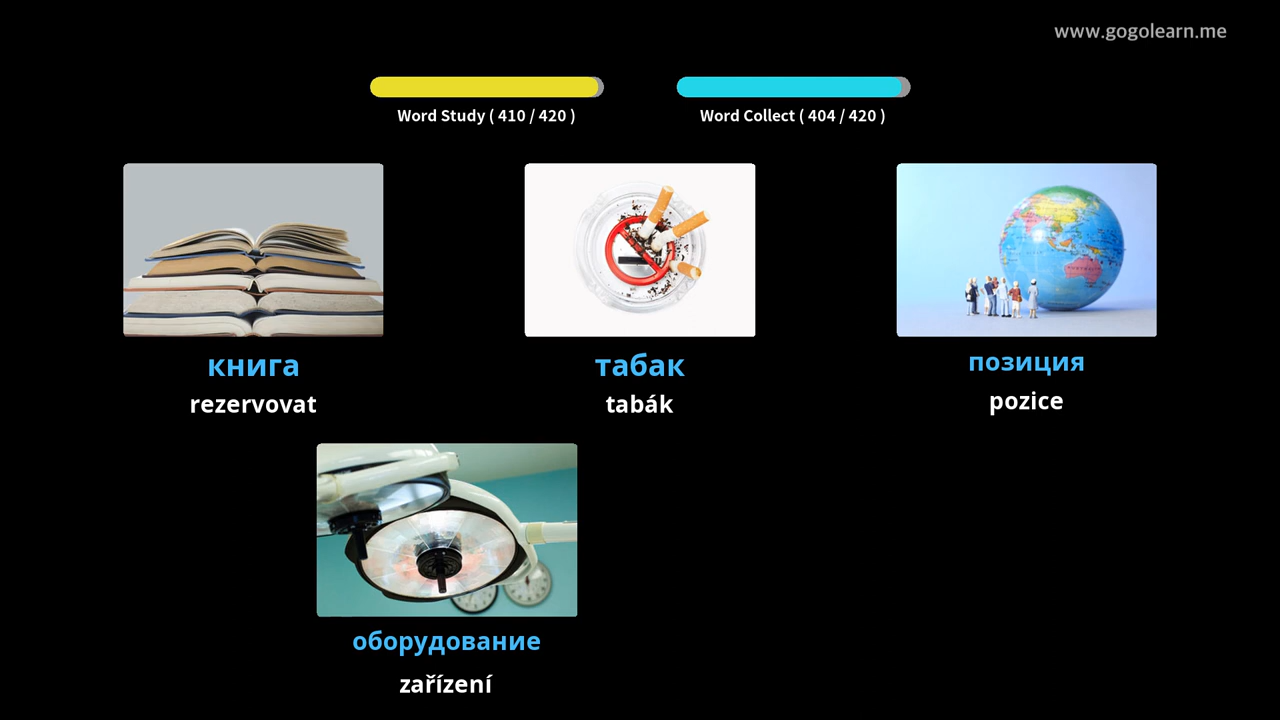 www.gogolearn.me
Word Study ( 410 / 420 )
Word Collect ( 404 / 420 )
книга
rezervovat
табак
tabák
позиция
pozice
оборудование
zařízení